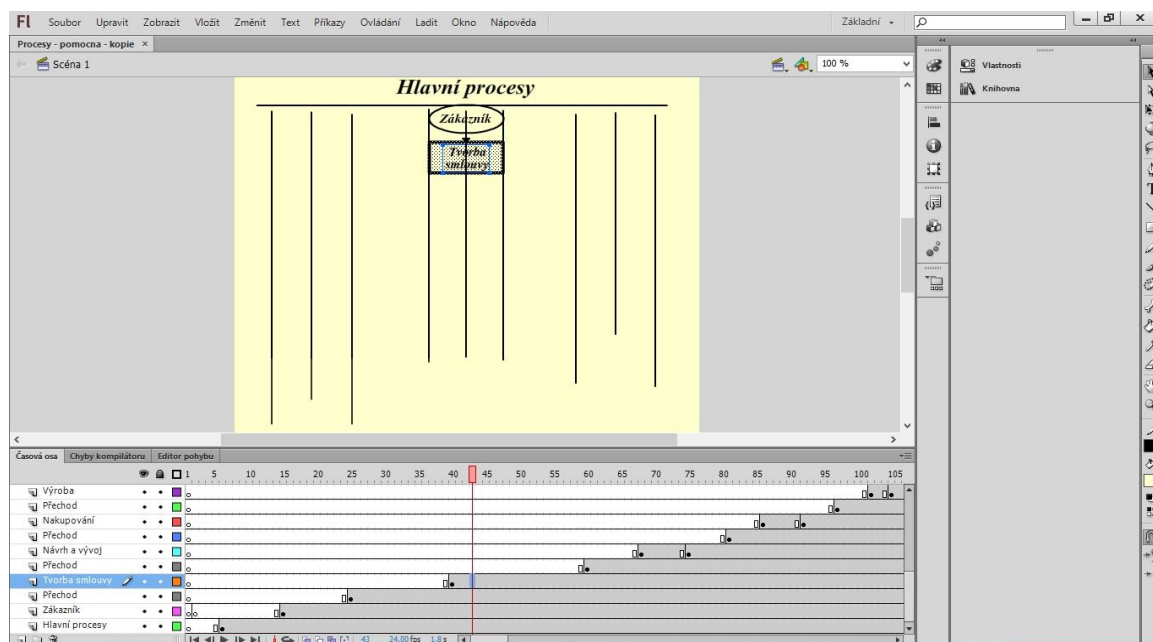 Fl Soubor Upravit Zobrazit Vložit Změnit Text Příkazy Ovládání Ladit Okno Nápověda Základní
Procesy - pomocna - kopie ×
Scéna 1 100 %
Vlastnosti
Knihovna
Hlavní procesy
Zákazník
Tvorba
smlouvy
Časová osa Chyby kompilátoru Editor pohybu
1 5 10 15 20 25 30 35 40 45 50 55 60 65 70 75 80 85 90 95 100 105
Výroba
Přechod
Nakupování
Přechod
Návrh a vývoj
Přechod
Tvorba smlouvy
Přechod
Zákazník
Hlavní procesy
43 24.00 fps 1.8 s